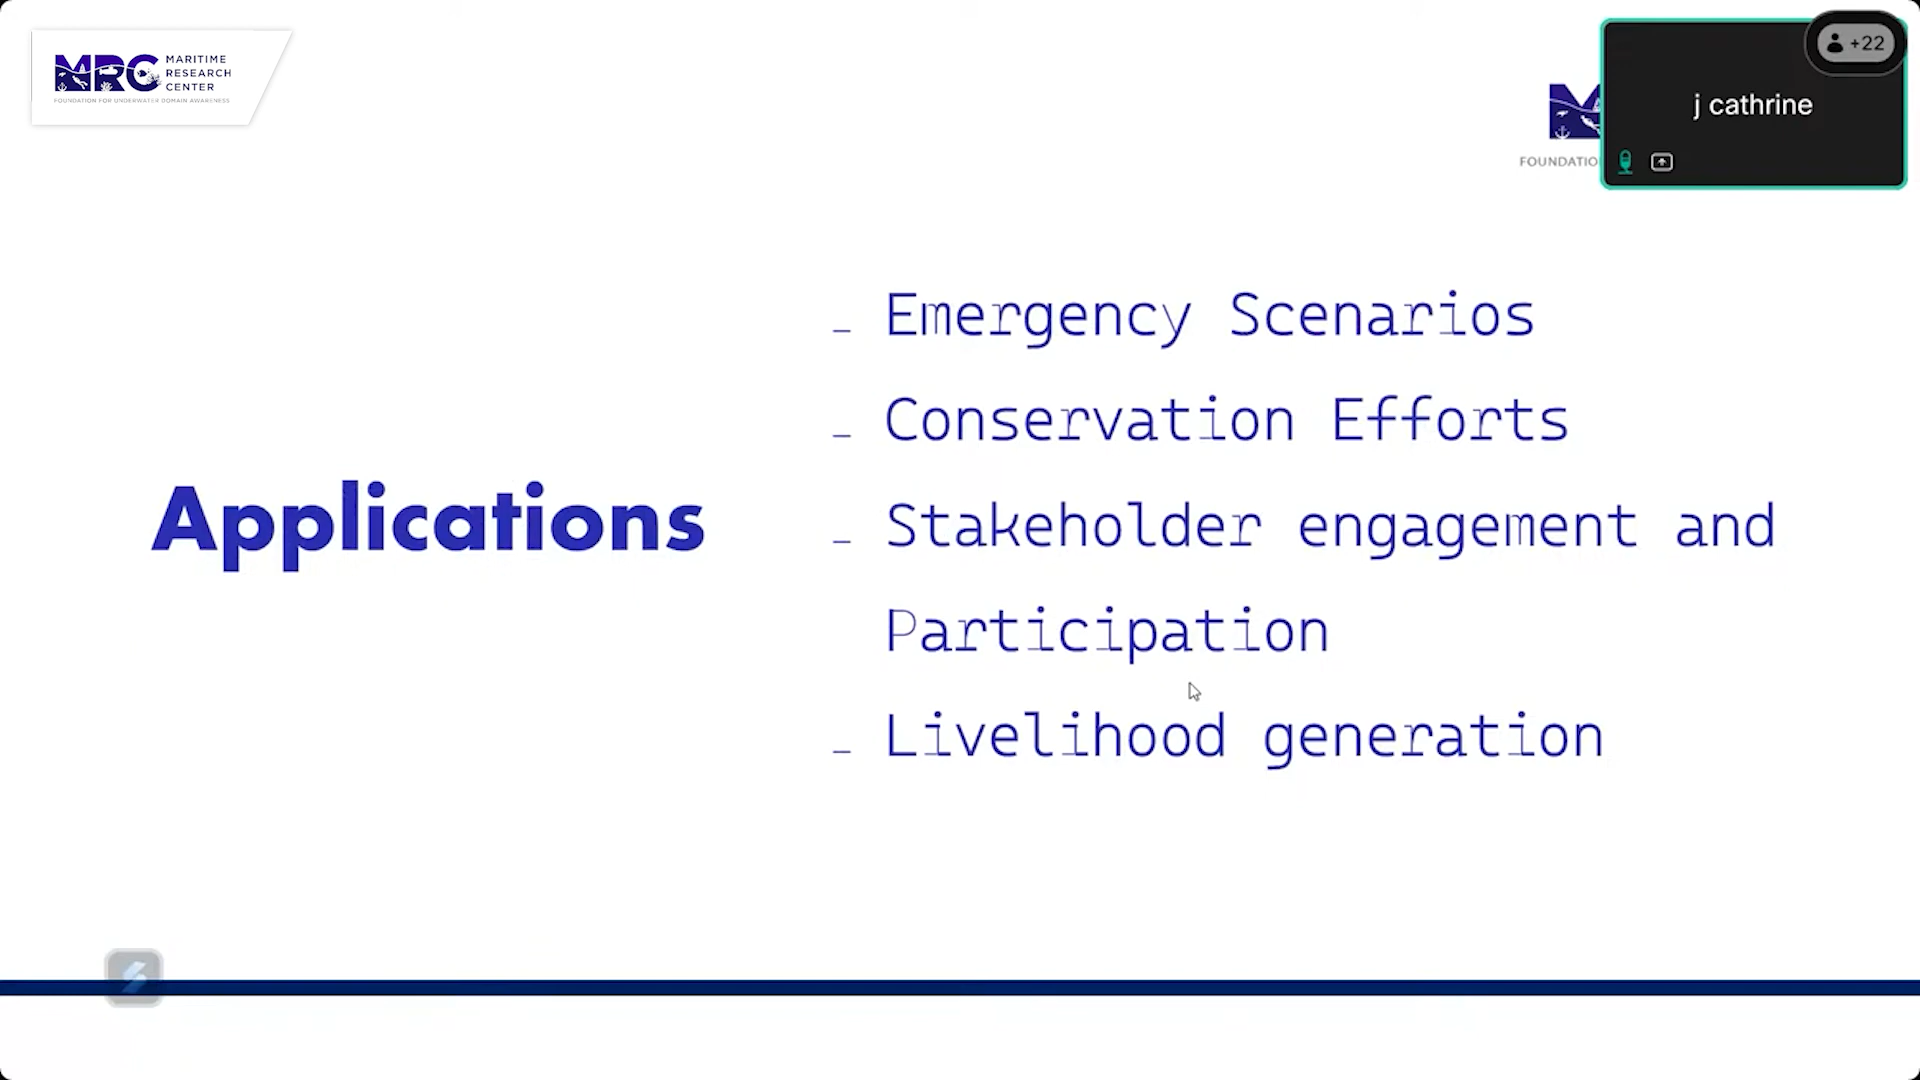 MRC MARITIME
RESEARCH
CENTER
FOUNDATION FOR UNDERWATER DOMAIN AWARENESS
+22
j cathrine
Applications
– Emergency Scenarios
– Conservation Efforts
– Stakeholder engagement and
Participation
– Livelihood generation